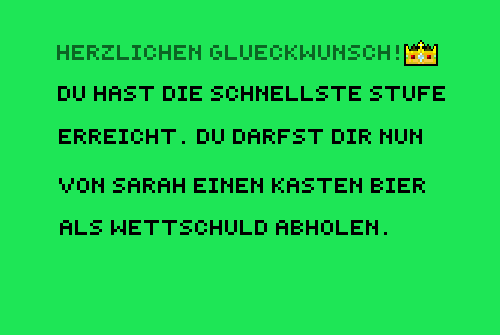 HERZLICHEN GLUECKWUNSCH!
DU HAST DIE SCHNELLSTE STUFE
ERREICHT. DU DARFST DIR NUN
VON SARAH EINEN KASTEN BIER
ALS WETTSCHULD ABHOLEN.